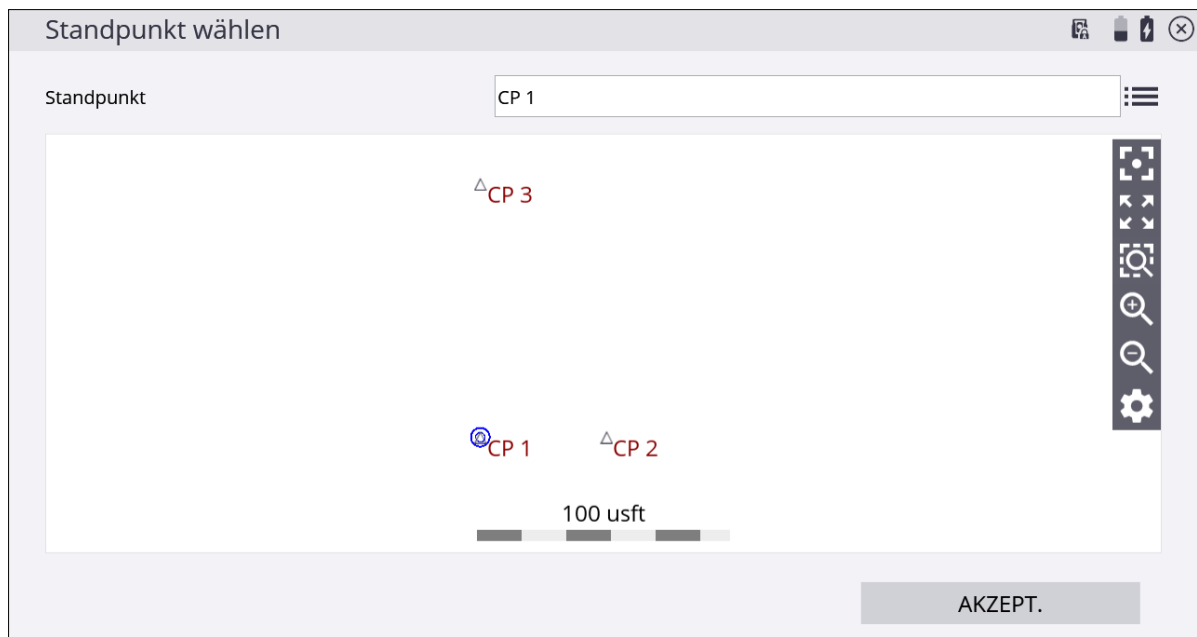 Standpunkt wählen
Standpunkt
CP 1
CP 3
CP 1
CP 2
100 usft
AKZEPT.